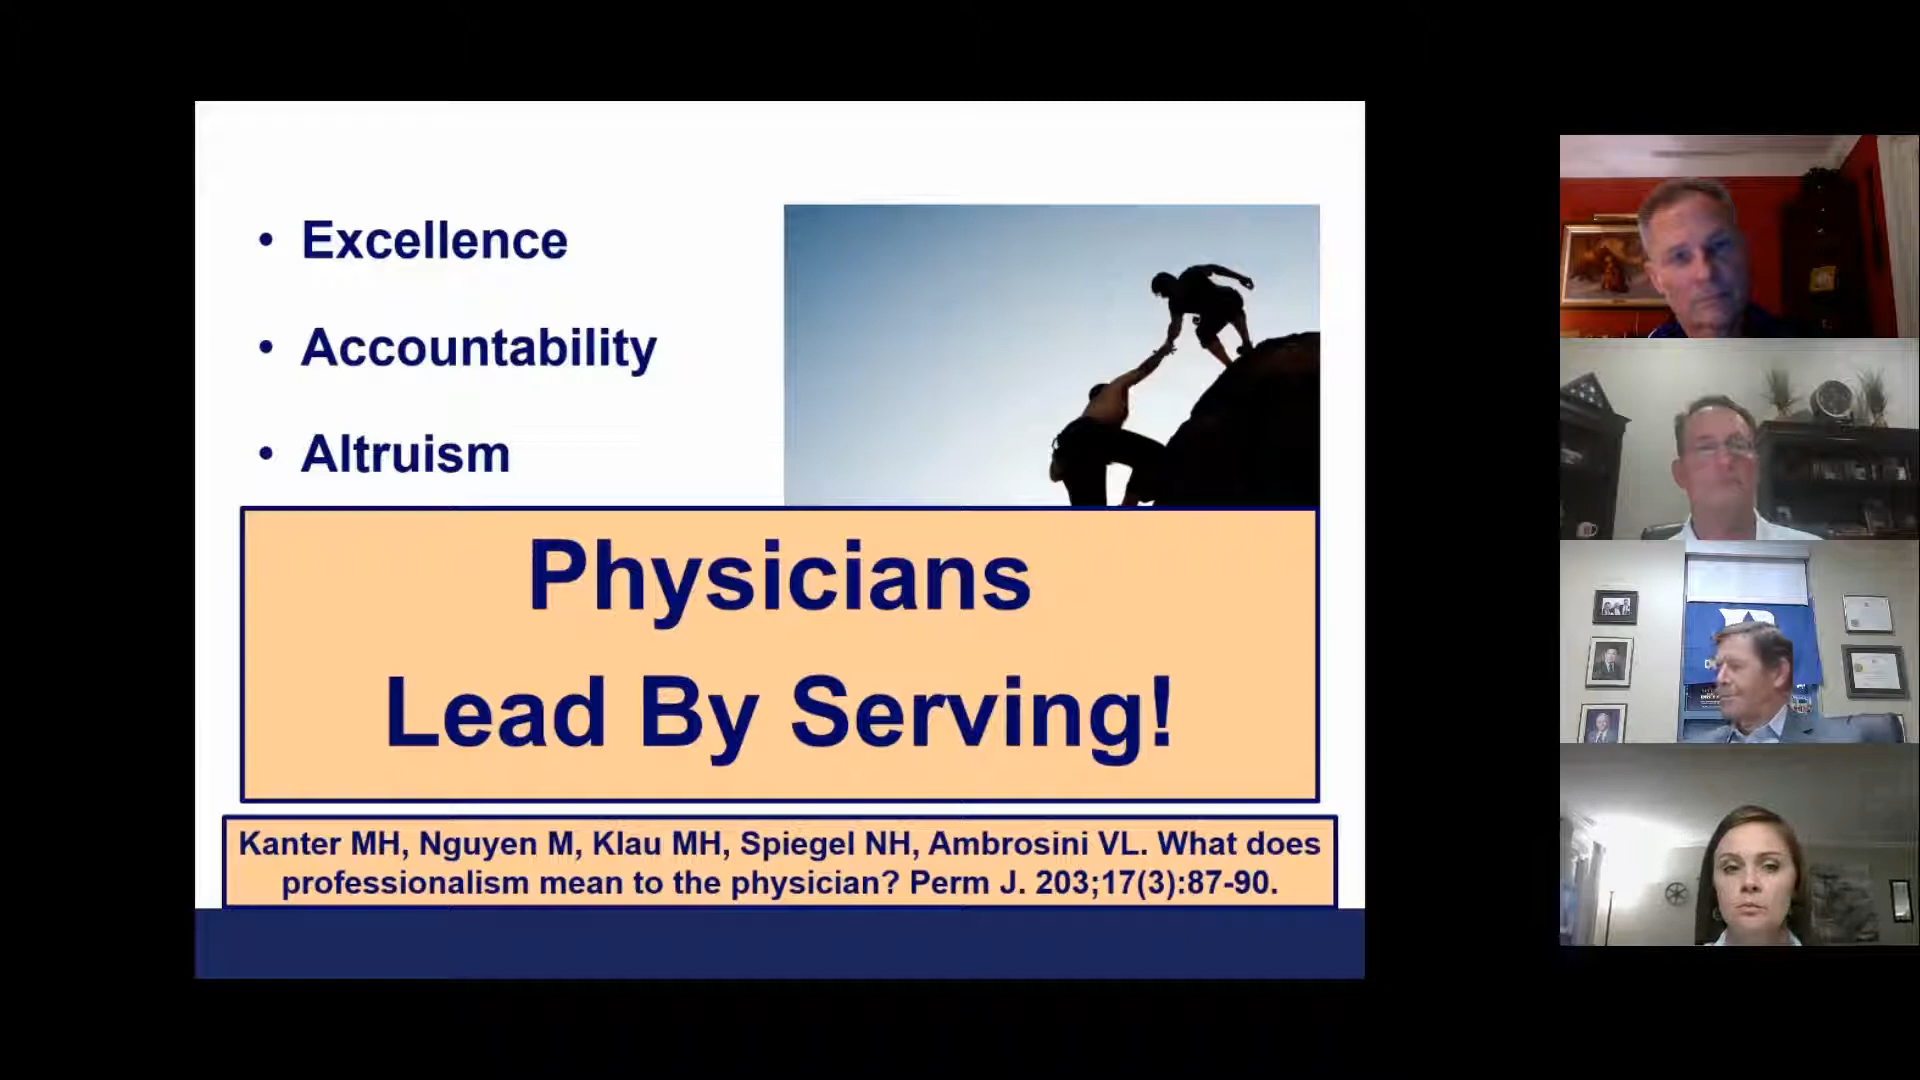 • Excellence
• Accountability
• Altruism
Physicians
Lead By Serving!
Kanter MH, Nguyen M, Klau MH, Spiegel NH, Ambrosini VL. What does
professionalism mean to the physician? Perm J. 203;17(3):87-90.